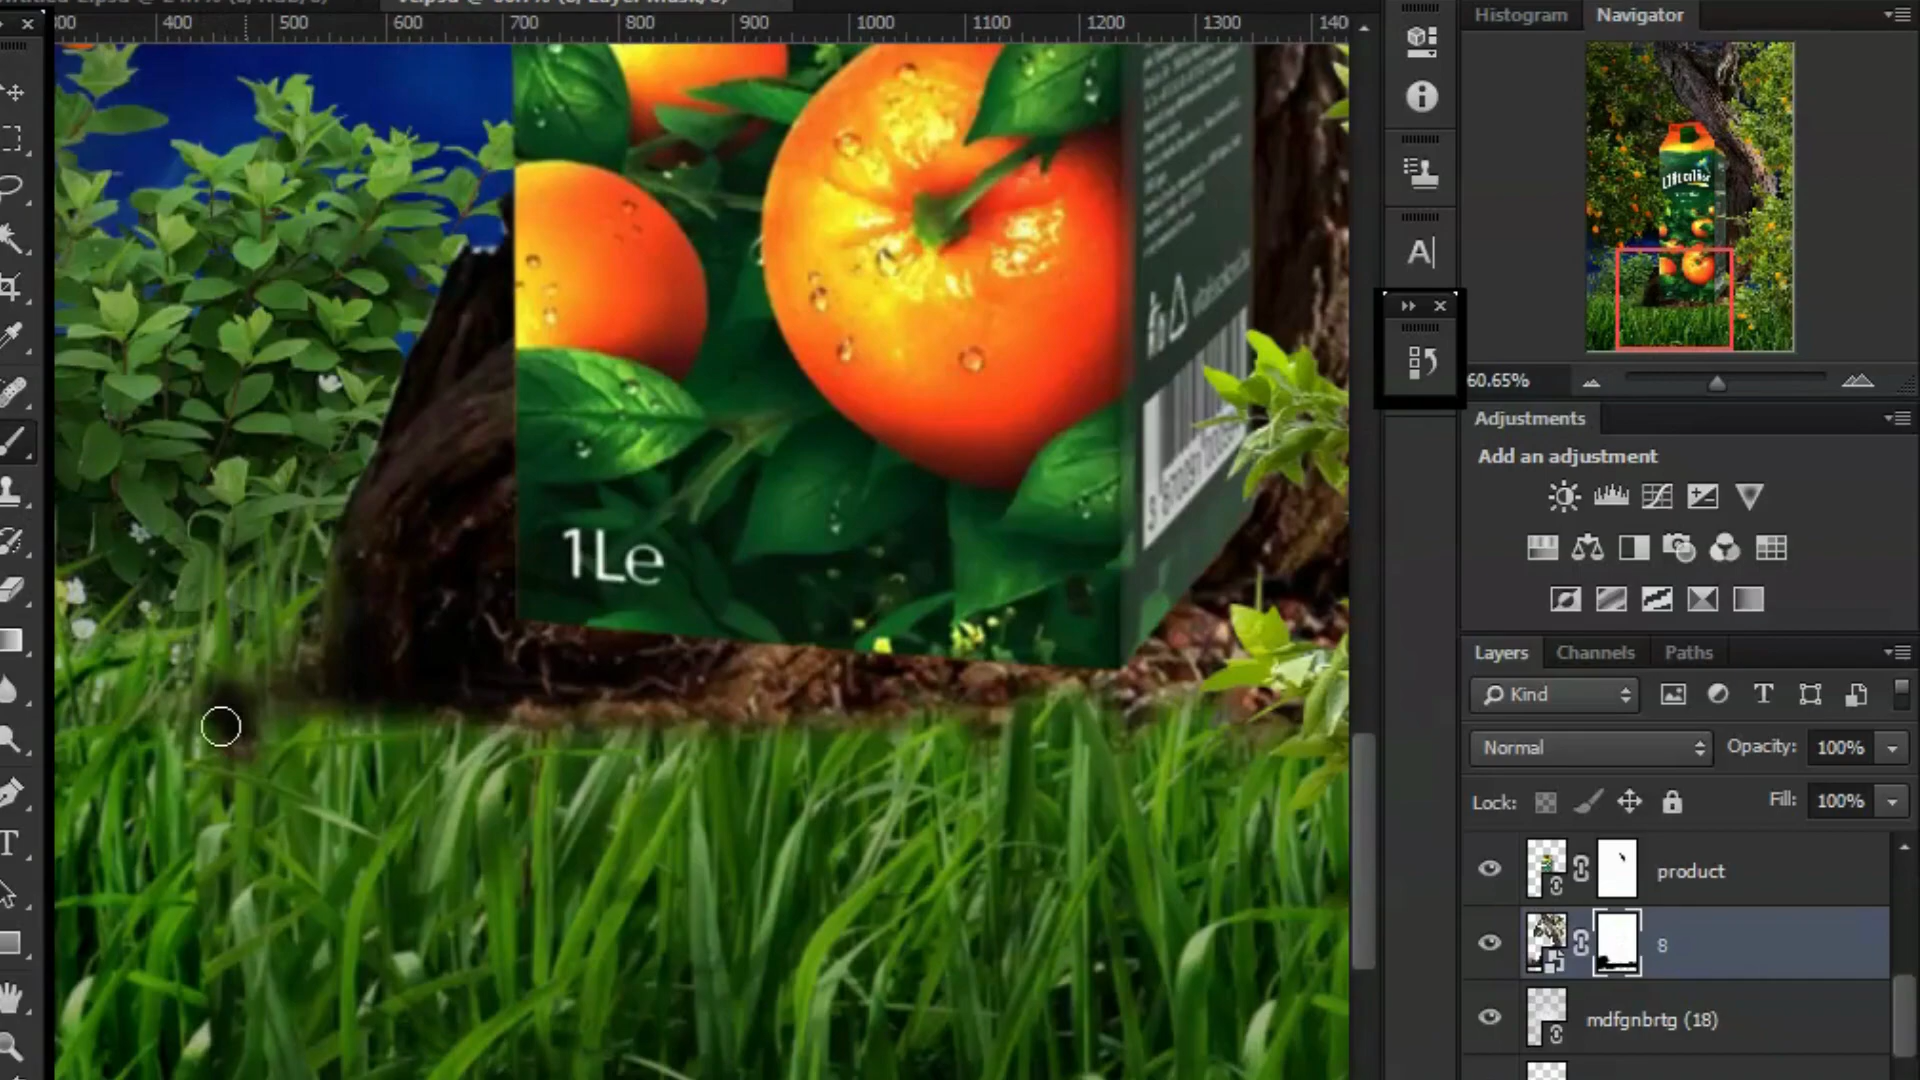 400 500 600 700 800 900 1000 1100 1200 1300 140
Histogram Navigator
60.65%
Adjustments
Add an adjustment
Layers Channels Paths
Kind
Normal Opacity: 100%
Lock: Fill: 100%
product
8
mdfgnbrtg (18)
1Le